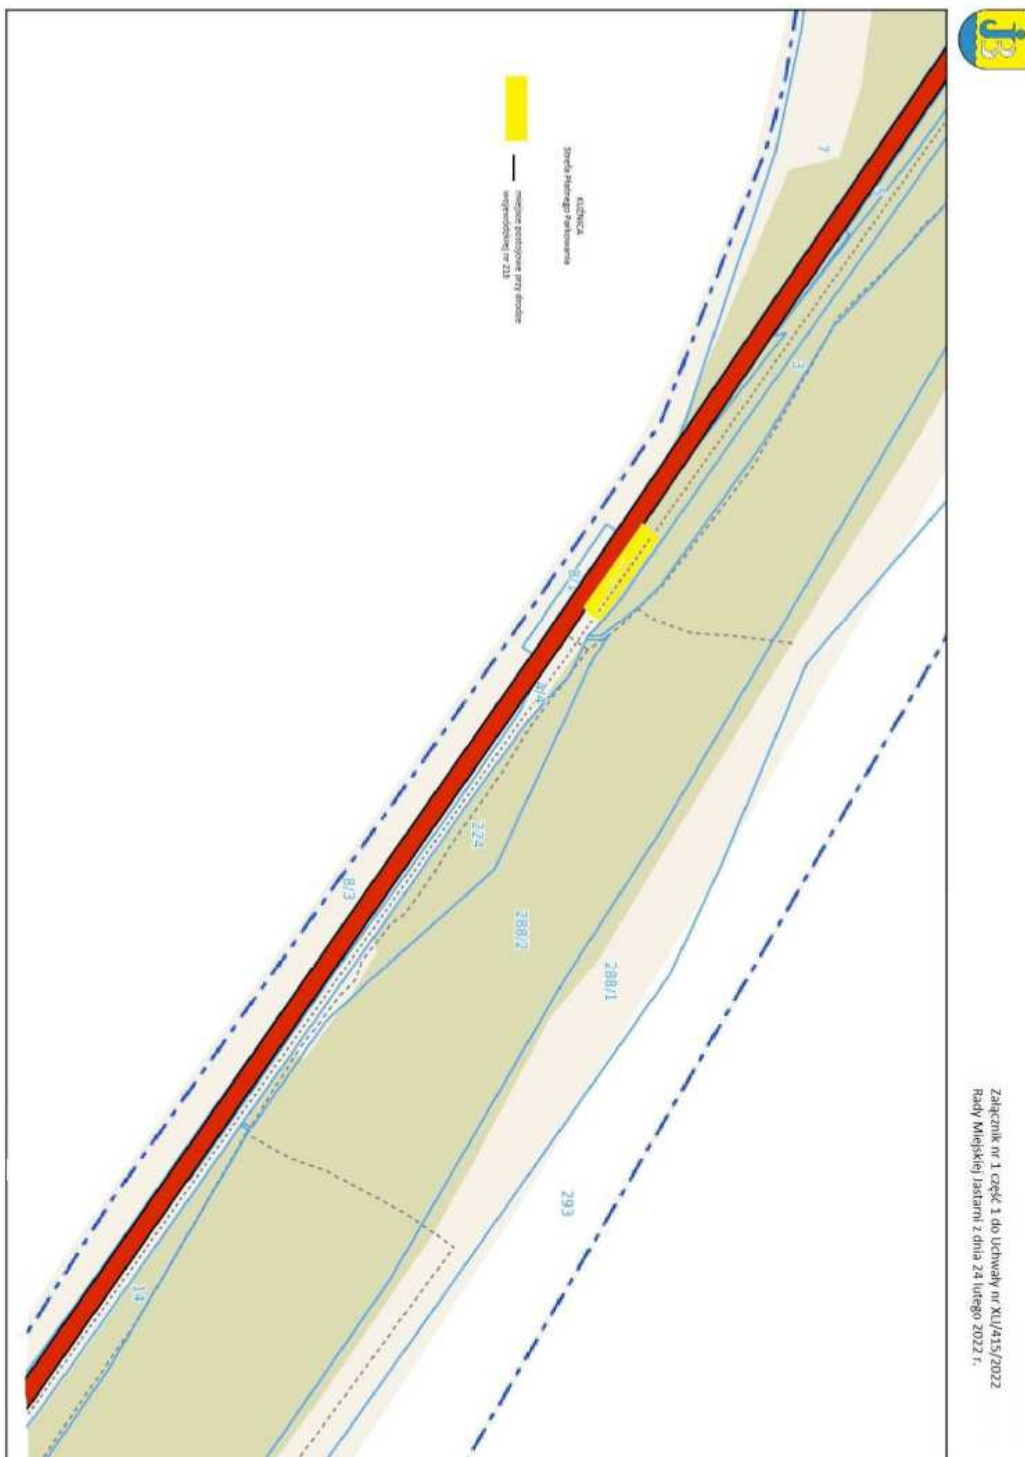 Załącznik nr 1 część 1 do Uchwały nr XLI/415/2022
Rady Miejskiej Jastarni z dnia 24 lutego 2022 r.
KUŹNICA
Strefa Płatnego Parkowania
miejsce postojowe przy drodze
wojewódzkiej nr 216
7
3
8/2
224
8/3
288/2
288/1
293
14